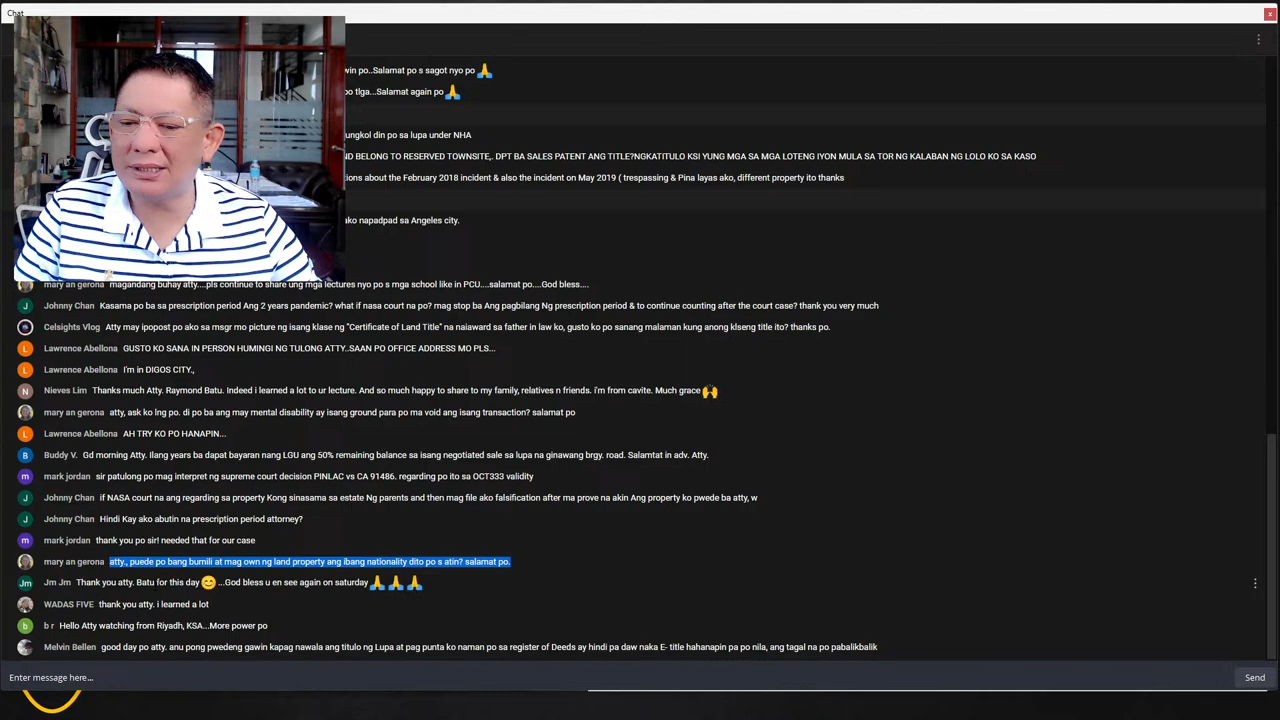 Chat
win po..Salamat po s sagot nyo po
po tlga...Salamat again po
ungkol din po sa lupa under NHA
ND BELONG TO RESERVED TOWNSITE,. DPT BA SALES PATENT ANG TITLE?NGKATITULO KSI YUNG MGA SA MGA LOTENG IYON MULA SA TOR NG KALABAN NG LOLO KO SA KASO
tions about the February 2018 incident & also the incident on May 2019 ( trespassing & Pina layas ako, different property ito thanks
ako napadpad sa Angeles city.
mary an gerona magandang buhay atty....pls continue to share ung mga lectures nyo po s mga school like in PCU....salamat po....God bless....
J Johnny Chan Kasama po ba sa prescription period Ang 2 years pandemic? what if nasa court na po? mag stop ba Ang pagbilang Ng prescription period & to continue counting after the court case? thank you very much
Celsights Vlog Atty may ipopost po ako sa msgr mo picture ng isang klase ng "Certificate of Land Title" na naiaward sa father in law ko, gusto ko po sanang malaman kung anong klseng title ito? thanks po.
L Lawrence Abellona GUSTO KO SANA IN PERSON HUMINGI NG TULONG ATTY..SAAN PO OFFICE ADDRESS MO PLS...
L Lawrence Abellona I'm in DIGOS CITY.,
N Nieves Lim Thanks much Atty. Raymond Batu. Indeed i learned a lot to ur lecture. And so much happy to share to my family, relatives n friends. i'm from cavite. Much grace
mary an gerona atty, ask ko lng po. di po ba ang may mental disability ay isang ground para po ma void ang isang transaction? salamat po
L Lawrence Abellona AH TRY KO PO HANAPIN...
B Buddy V. Gd morning Atty. Ilang years ba dapat bayaran nang LGU ang 50% remaining balance sa isang negotiated sale sa lupa na ginawang brgy. road. Salamtat in adv. Atty.
m mark jordan sir patulong po mag interpret ng supreme court decision PINLAC vs CA 91486. regarding po ito sa OCT333 validity
J Johnny Chan if NASA court na ang regarding sa property Kong sinasama sa estate Ng parents and then mag file ako falsification after ma prove na akin Ang property ko pwede ba atty, w
J Johnny Chan Hindi Kay ako abutin na prescription period attorney?
m mark jordan thank you po sir! needed that for our case
mary an gerona atty., puede po bang bumili at mag own ng land property ang ibang nationality dito po s atin? salamat po.
Jm Jm Jm Thank you atty. Batu for this day ...God bless u en see again on saturday
WADAS FIVE thank you atty. i learned a lot
b b r Hello Atty watching from Riyadh, KSA...More power po
Melvin Bellen good day po atty. anu pong pwedeng gawin kapag nawala ang titulo ng Lupa at pag punta ko naman po sa register of Deeds ay hindi pa daw naka E- title hahanapin pa po nila, ang tagal na po pabalikbalik
Enter message here...
Send